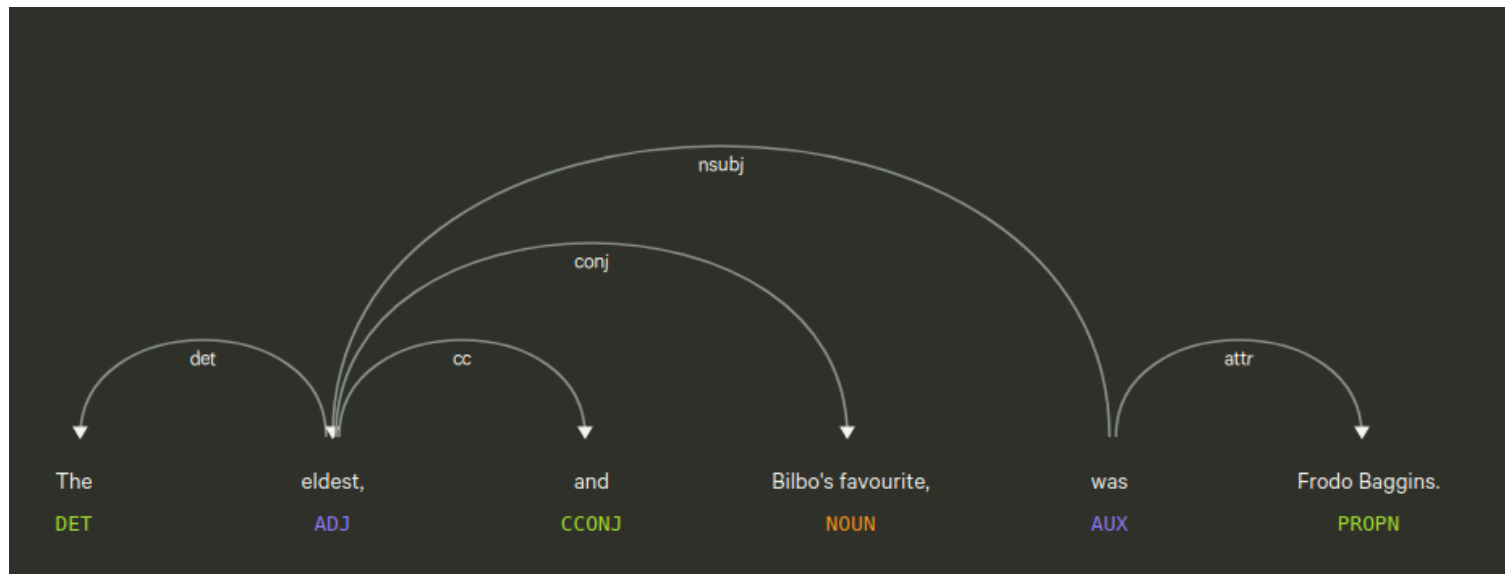 nsubj
conj
det cc attr
The eldest, and Bilbo's favourite, was Frodo Baggins.
DET ADJ CCONJ NOUN AUX PROPN